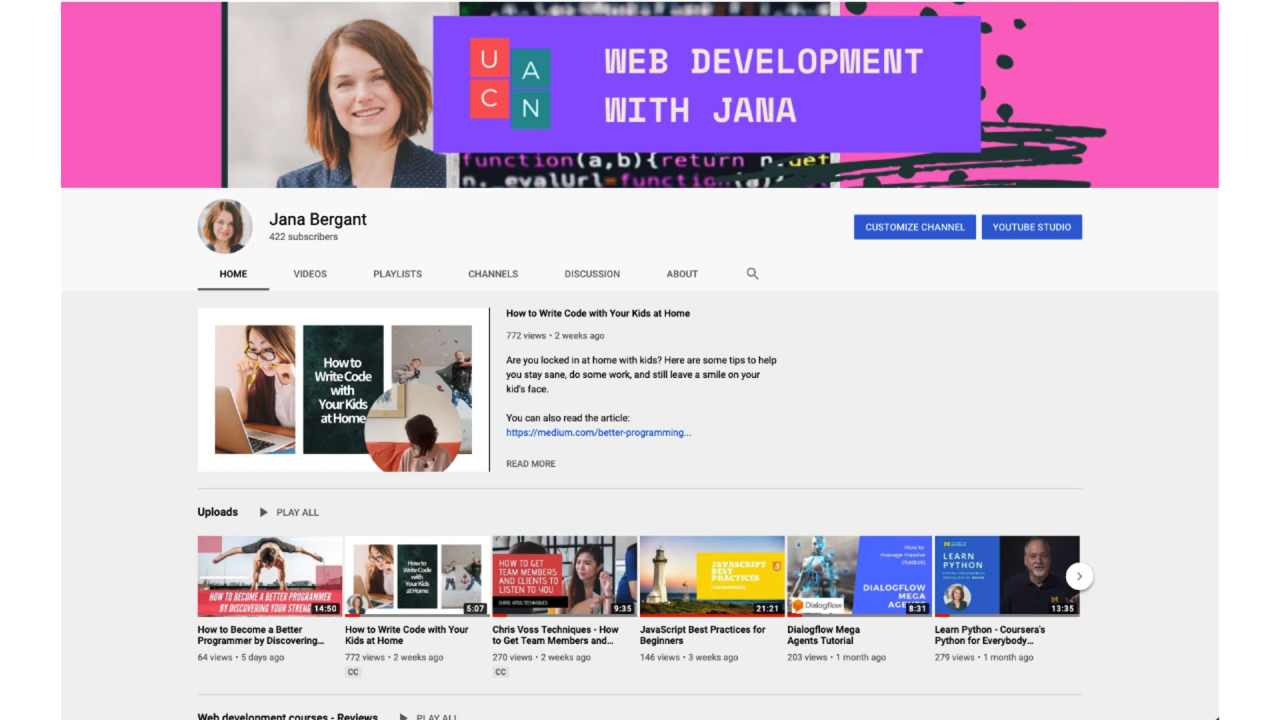 U
A
C
N
WEB DEVELOPMENT
WITH JANA
function(a,b){return n.get
n._evalUrl=function(a)
Jana Bergant
422 subscribers
CUSTOMIZE CHANNEL
YOUTUBE STUDIO
HOME
VIDEOS
PLAYLISTS
CHANNELS
DISCUSSION
ABOUT
How to
Write Code
with
Your Kids
at Home
How to Write Code with Your Kids at Home
772 views • 2 weeks ago
Are you locked in at home with kids? Here are some tips to help
you stay sane, do some work, and still leave a smile on your
kid's face.
You can also read the article:
https://medium.com/better-programming...
READ MORE
Uploads
PLAY ALL
HOW TO BECOME A BETTER PROGRAMMER
BY DISCOVERING YOUR STRENG
14:50
How to
Write Code
with
Your Kids
at Home
5:07
HOW TO GET
TEAM MEMBERS
AND CLIENTS TO
LISTEN TO YOU
CHRIS VOSS TECHNIQUES
9:35
JAVASCRIPT
BEST
PRACTICES
21:21
How to
manage massive
chatbots
DIALOGFLOW
MEGA
AGE
Dialogflow
8:31
LEARN
PYTHON
13:35
How to Become a Better
Programmer by Discovering...
64 views • 5 days ago
How to Write Code with Your
Kids at Home
772 views • 2 weeks ago
CC
Chris Voss Techniques - How
to Get Team Members and...
270 views • 2 weeks ago
CC
JavaScript Best Practices for
Beginners
146 views • 3 weeks ago
Dialogflow Mega
Agents Tutorial
203 views • 1 month ago
Learn Python - Coursera's
Python for Everybody...
279 views • 1 month ago
Web development courses - Reviews
PLAY ALL